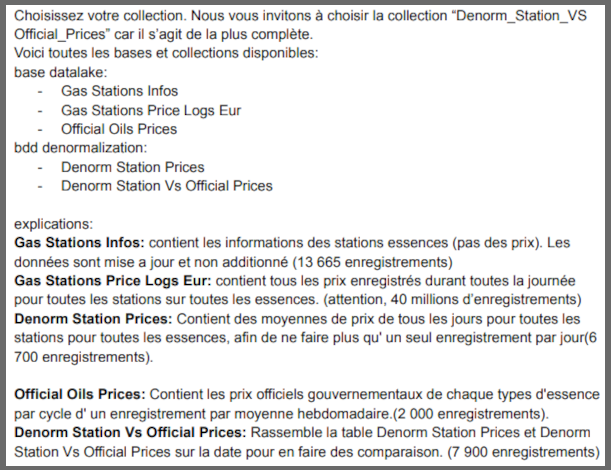 Choisissez votre collection. Nous vous invitons à choisir la collection “Denorm_Station_VS
Official_Prices” car il s’agit de la plus complète.
Voici toutes les bases et collections disponibles:
base datalake:
- Gas Stations Infos
- Gas Stations Price Logs Eur
- Official Oils Prices
bdd denormalization:
- Denorm Station Prices
- Denorm Station Vs Official Prices
explications:
Gas Stations Infos: contient les informations des stations essences (pas des prix). Les
données sont mise a jour et non additionné (13 665 enregistrements)
Gas Stations Price Logs Eur: contient tous les prix enregistrés durant toutes la journée
pour toutes les stations sur toutes les essences. (attention, 40 millions d’enregistrements)
Denorm Station Prices: Contient des moyennes de prix de tous les jours pour toutes les
stations pour toutes les essences, afin de ne faire plus qu' un seul enregistrement par jour(6
700 enregistrements).
Official Oils Prices: Contient les prix officiels gouvernementaux de chaque types d'essence
par cycle d' un enregistrement par moyenne hebdomadaire.(2 000 enregistrements).
Denorm Station Vs Official Prices: Rassemble la table Denorm Station Prices et Denorm
Station Vs Official Prices sur la date pour en faire des comparaison. (7 900 enregistrements)